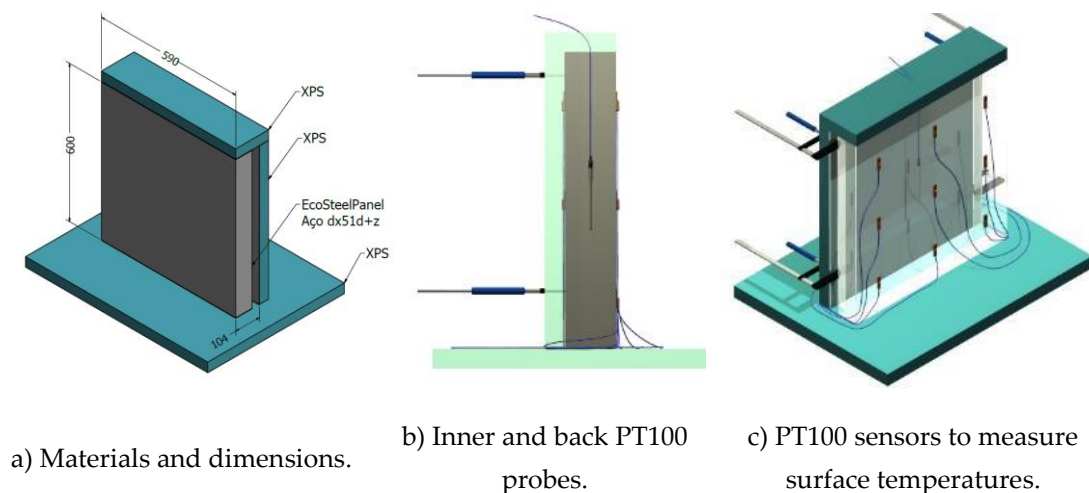 590
XPS
XPS
600
EcoSteelPanel
Aço dx51d+z
XPS
104
a) Materials and dimensions.
b) Inner and back PT100
probes.
c) PT100 sensors to measure
surface temperatures.